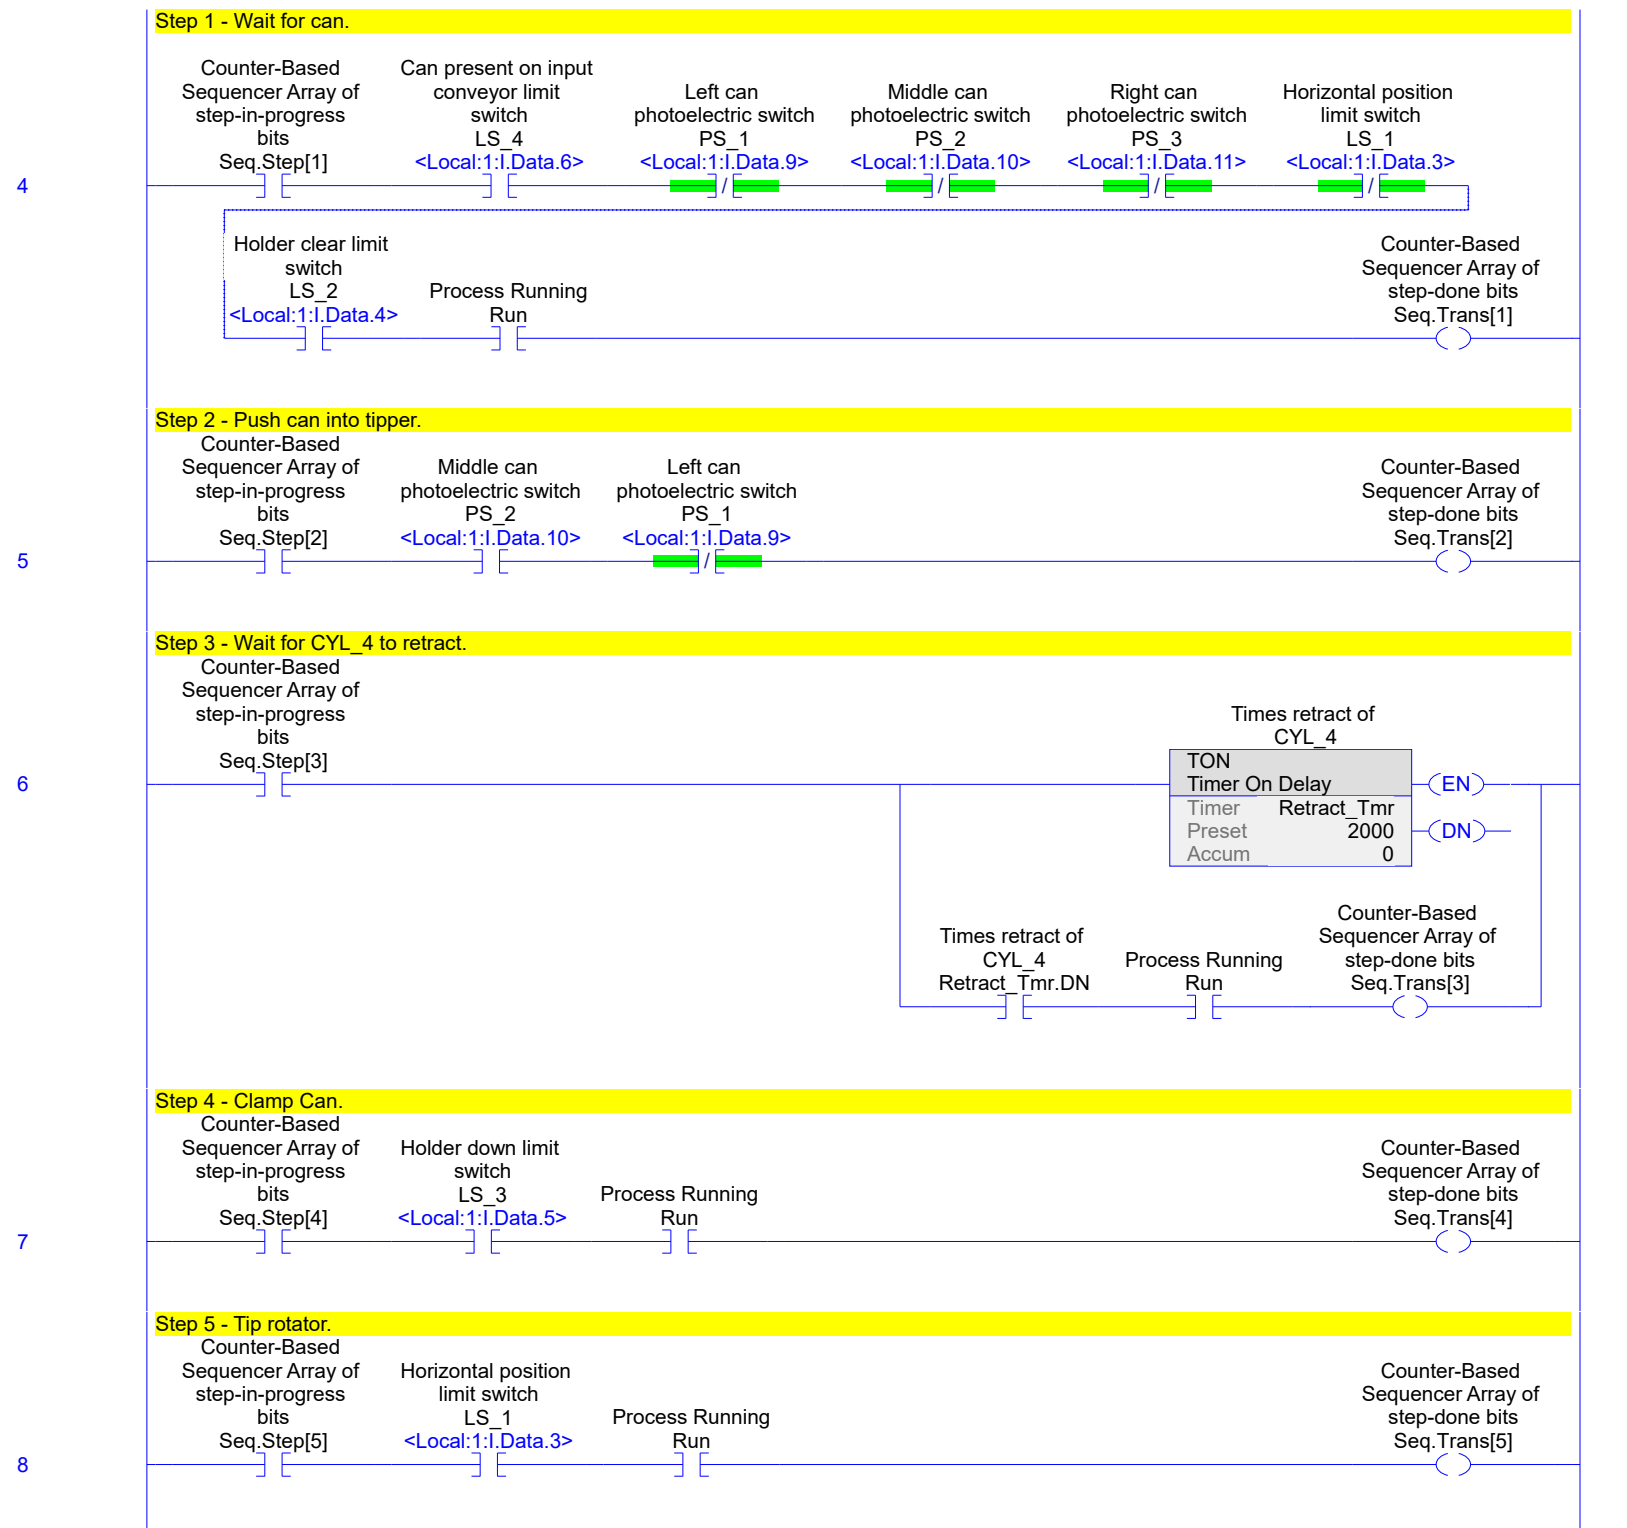 Step 1 - Wait for can.
Counter-Based
Sequencer Array of
step-in-progress
bits
Seq.Step[1]
Can present on input
conveyor limit
switch
LS_4
<Local:1:I.Data.6>
Left can
photoelectric switch
PS_1
<Local:1:I.Data.9>
Middle can
photoelectric switch
PS_2
<Local:1:I.Data.10>
Right can
photoelectric switch
PS_3
<Local:1:I.Data.11>
Horizontal position
limit switch
LS_1
<Local:1:I.Data.3>
4
/
/
/
/
Holder clear limit
switch
LS_2
<Local:1:I.Data.4>
Process Running
Run
Counter-Based
Sequencer Array of
step-done bits
Seq.Trans[1]
Step 2 - Push can into tipper.
Counter-Based
Sequencer Array of
step-in-progress
bits
Seq.Step[2]
Middle can
photoelectric switch
PS_2
<Local:1:I.Data.10>
Left can
photoelectric switch
PS_1
<Local:1:I.Data.9>
Counter-Based
Sequencer Array of
step-done bits
Seq.Trans[2]
5
/
Step 3 - Wait for CYL_4 to retract.
Counter-Based
Sequencer Array of
step-in-progress
bits
Seq.Step[3]
6
Times retract of
CYL_4
TON
Timer On Delay
Timer Retract_Tmr
Preset 2000
Accum 0
EN
DN
Times retract of
CYL_4
Retract_Tmr.DN
Process Running
Run
Counter-Based
Sequencer Array of
step-done bits
Seq.Trans[3]
Step 4 - Clamp Can.
Counter-Based
Sequencer Array of
step-in-progress
bits
Seq.Step[4]
Holder down limit
switch
LS_3
<Local:1:I.Data.5>
Process Running
Run
Counter-Based
Sequencer Array of
step-done bits
Seq.Trans[4]
7
Step 5 - Tip rotator.
Counter-Based
Sequencer Array of
step-in-progress
bits
Seq.Step[5]
Horizontal position
limit switch
LS_1
<Local:1:I.Data.3>
Process Running
Run
Counter-Based
Sequencer Array of
step-done bits
Seq.Trans[5]
8